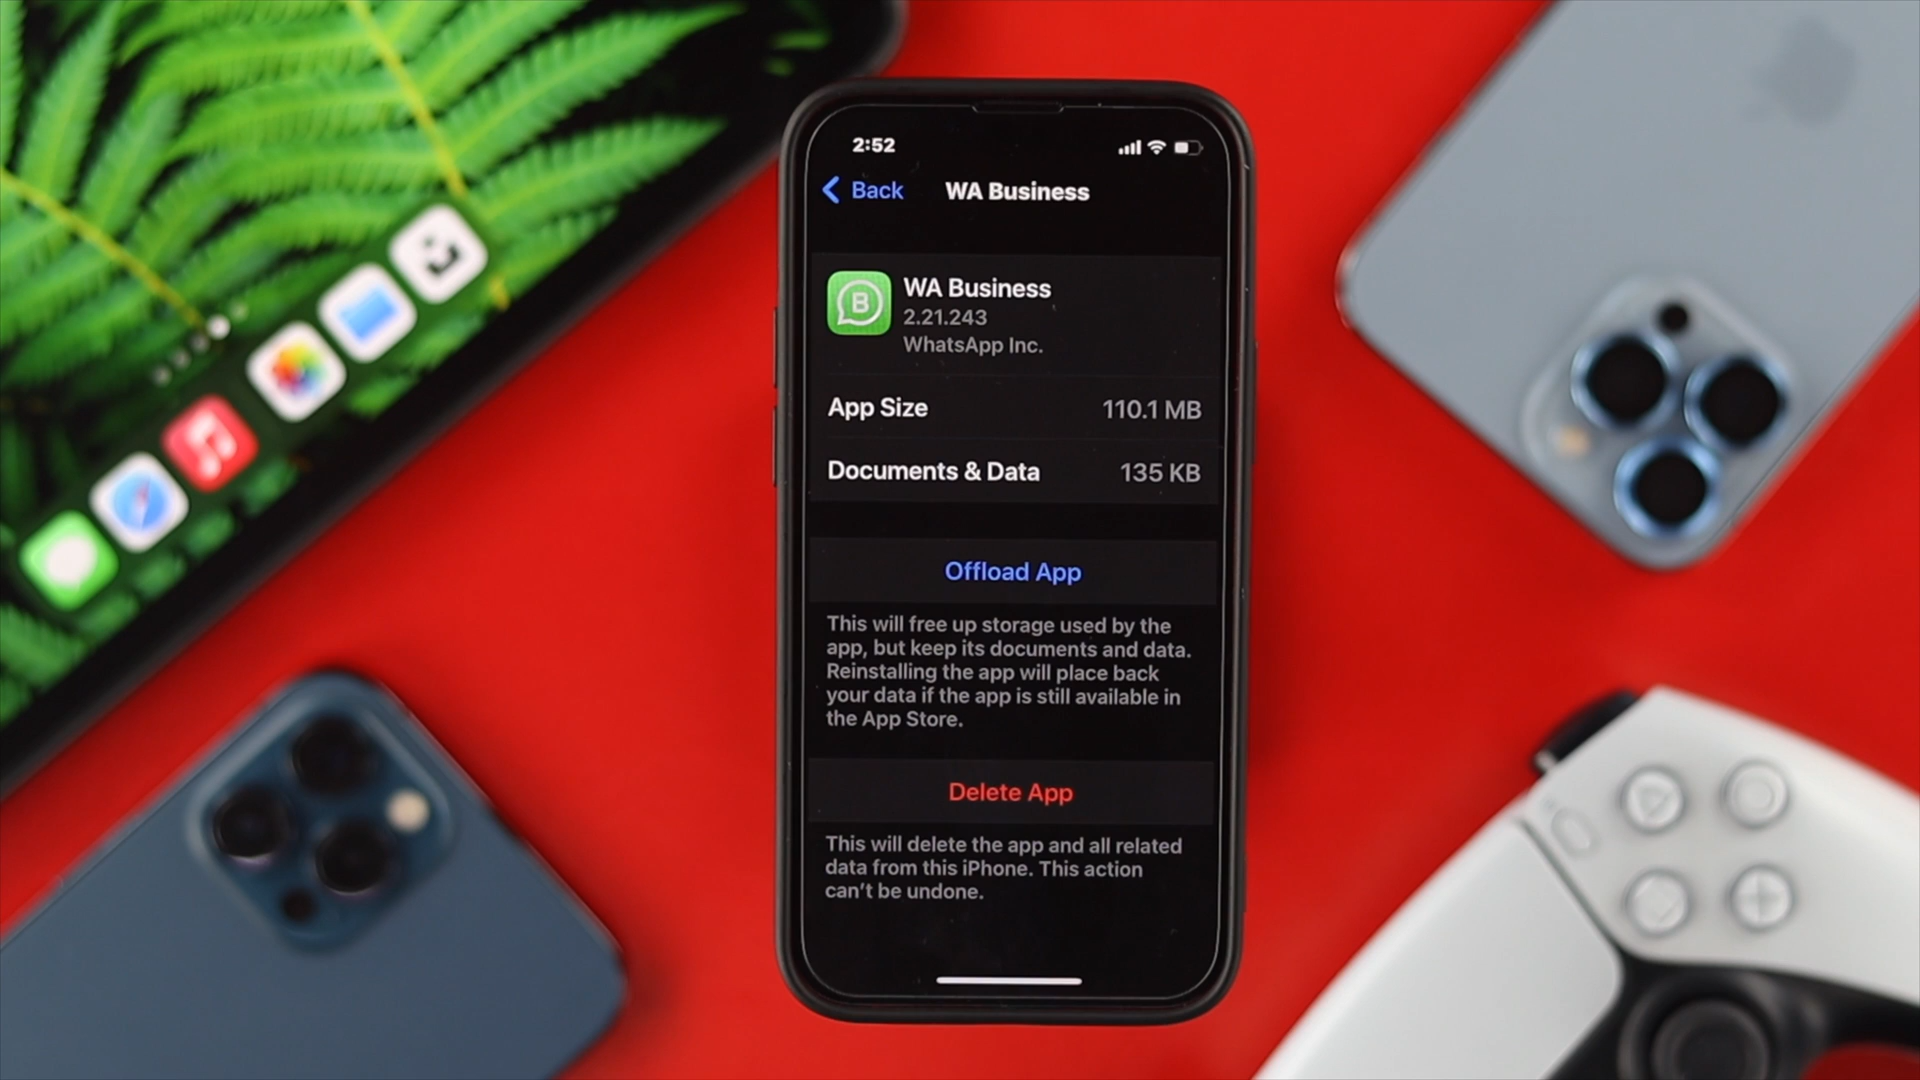 2:52
Back WA Business
B
WA Business
2.21.243
WhatsApp Inc.
App Size 110.1 MB
Documents & Data 135 KB
Offload App
This will free up storage used by the
app, but keep its documents and data.
Reinstalling the app will place back
your data if the app is still available in
the App Store.
Delete App
This will delete the app and all related
data from this iPhone. This action
can't be undone.